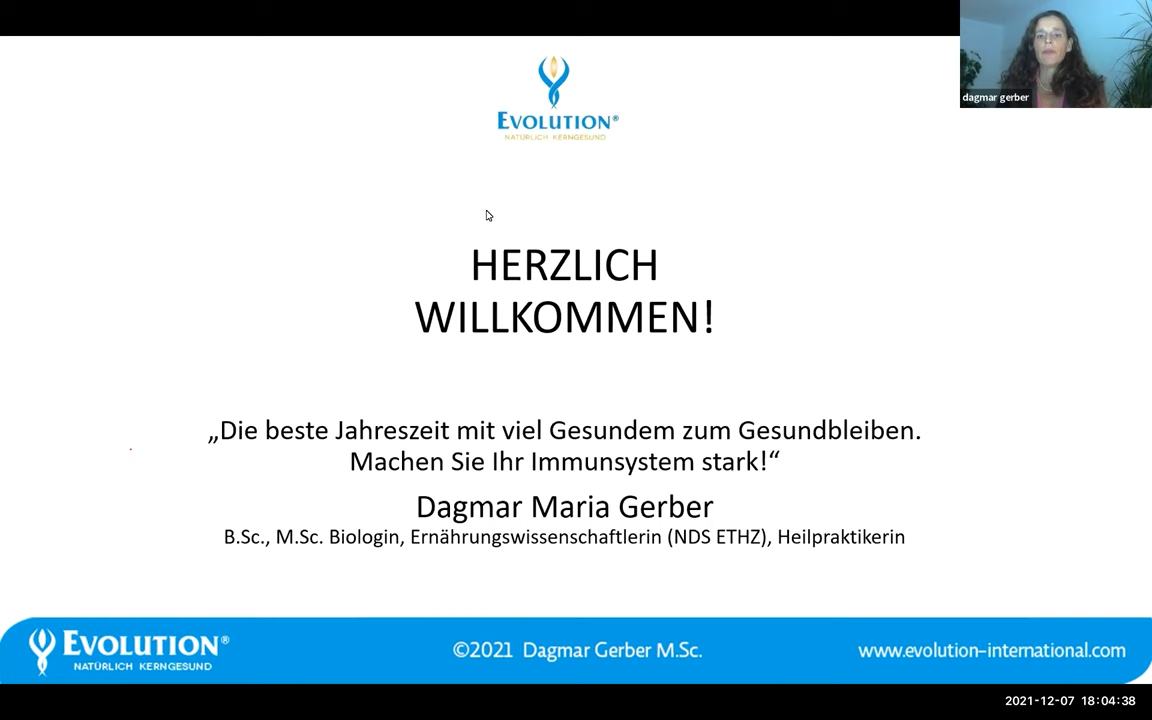 dagmar gerber
EVOLUTION®
NATÜRLICH KERNGESUND
HERZLICH
WILLKOMMEN!
„Die beste Jahreszeit mit viel Gesundem zum Gesundbleiben.
Machen Sie Ihr Immunsystem stark!“
Dagmar Maria Gerber
B.Sc., M.Sc. Biologin, Ernährungswissenschaftlerin (NDS ETHZ), Heilpraktikerin
EVOLUTION®
NATÜRLICH KERNGESUND
©2021 Dagmar Gerber M.Sc.
www.evolution-international.com
2021-12-07 18:04:38